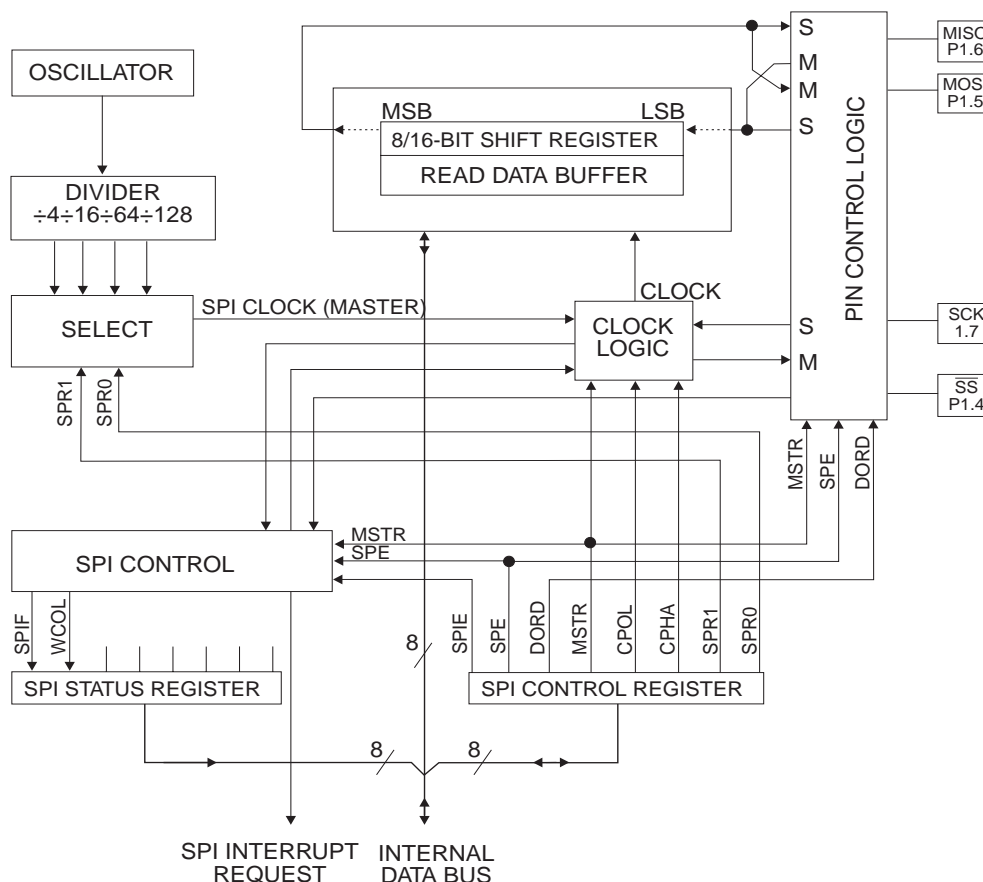 OSCILLATOR
DIVIDER
÷4÷16÷64÷128
SELECT
SPI CLOCK (MASTER)
SPR1
SPR0
MSB
LSB
8/16-BIT SHIFT REGISTER
READ DATA BUFFER
CLOCK
CLOCK
LOGIC
S
M
M
S
S
M
PIN CONTROL LOGIC
MISO
P1.6
MOSI
P1.5
SCK
1.7
SS
P1.4
MSTR
SPE
DORD
MSTR
SPE
SPI CONTROL
SPIF
WCOL
SPI STATUS REGISTER
SPIE
SPE
DORD
MSTR
CPOL
CPHA
SPR1
SPR0
SPI CONTROL REGISTER
8
8
8
SPI INTERRUPT
REQUEST
INTERNAL
DATA BUS